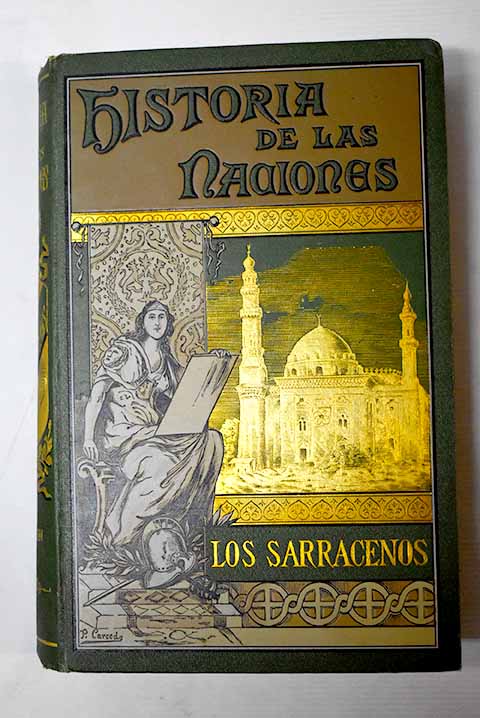 HISTORIA
DE LAS
NACIONES
LOS SARRACENOS